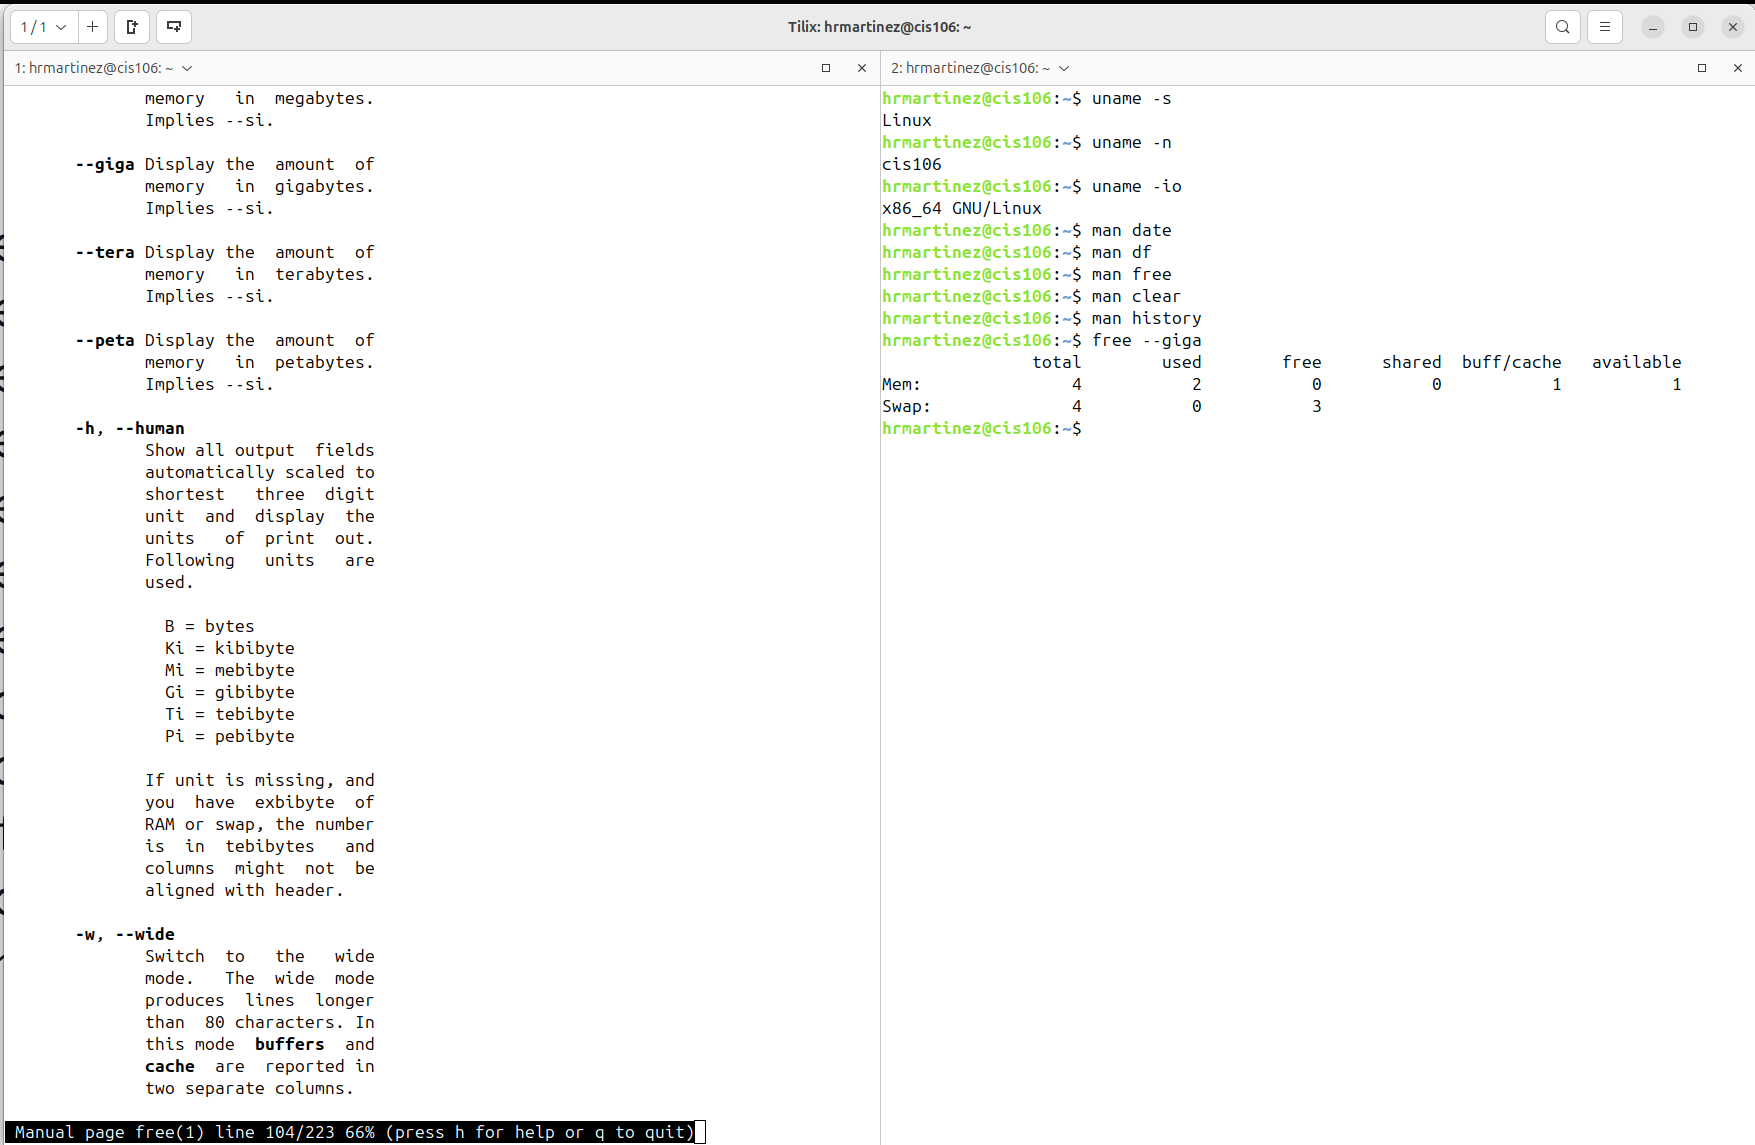 1 / 1
Tilix: hrmartinez@cis106: ~
1: hrmartinez@cis106: ~
memory   in  megabytes.
Implies --si.
--giga Display the  amount  of
memory   in  gigabytes.
Implies --si.
--tera Display the  amount  of
memory   in  terabytes.
Implies --si.
--peta Display the  amount  of
memory   in  petabytes.
Implies --si.
-h, --human
Show all output  fields
automatically scaled to
shortest   three  digit
unit  and  display  the
units   of  print  out.
Following   units   are
used.
B = bytes
Ki = kibibyte
Mi = mebibyte
Gi = gibibyte
Ti = tebibyte
Pi = pebibyte
If unit is missing, and
you  have  exbibyte  of
RAM or swap, the number
is  in  tebibytes   and
columns  might  not  be
aligned with header.
-w, --wide
Switch  to   the   wide
mode.   The  wide  mode
produces  lines  longer
than  80 characters. In
this mode  buffers  and
cache  are  reported in
two separate columns.
Manual page free(1) line 104/223 66% (press h for help or q to quit)
2: hrmartinez@cis106: ~
hrmartinez@cis106:~$ uname -s
Linux
hrmartinez@cis106:~$ uname -n
cis106
hrmartinez@cis106:~$ uname -io
x86_64 GNU/Linux
hrmartinez@cis106:~$ man date
hrmartinez@cis106:~$ man df
hrmartinez@cis106:~$ man free
hrmartinez@cis106:~$ man clear
hrmartinez@cis106:~$ man history
hrmartinez@cis106:~$ free --giga
               total        used        free      shared  buff/cache   available
Mem:               4           2           0           0           1           1
Swap:              4           0           3
hrmartinez@cis106:~$